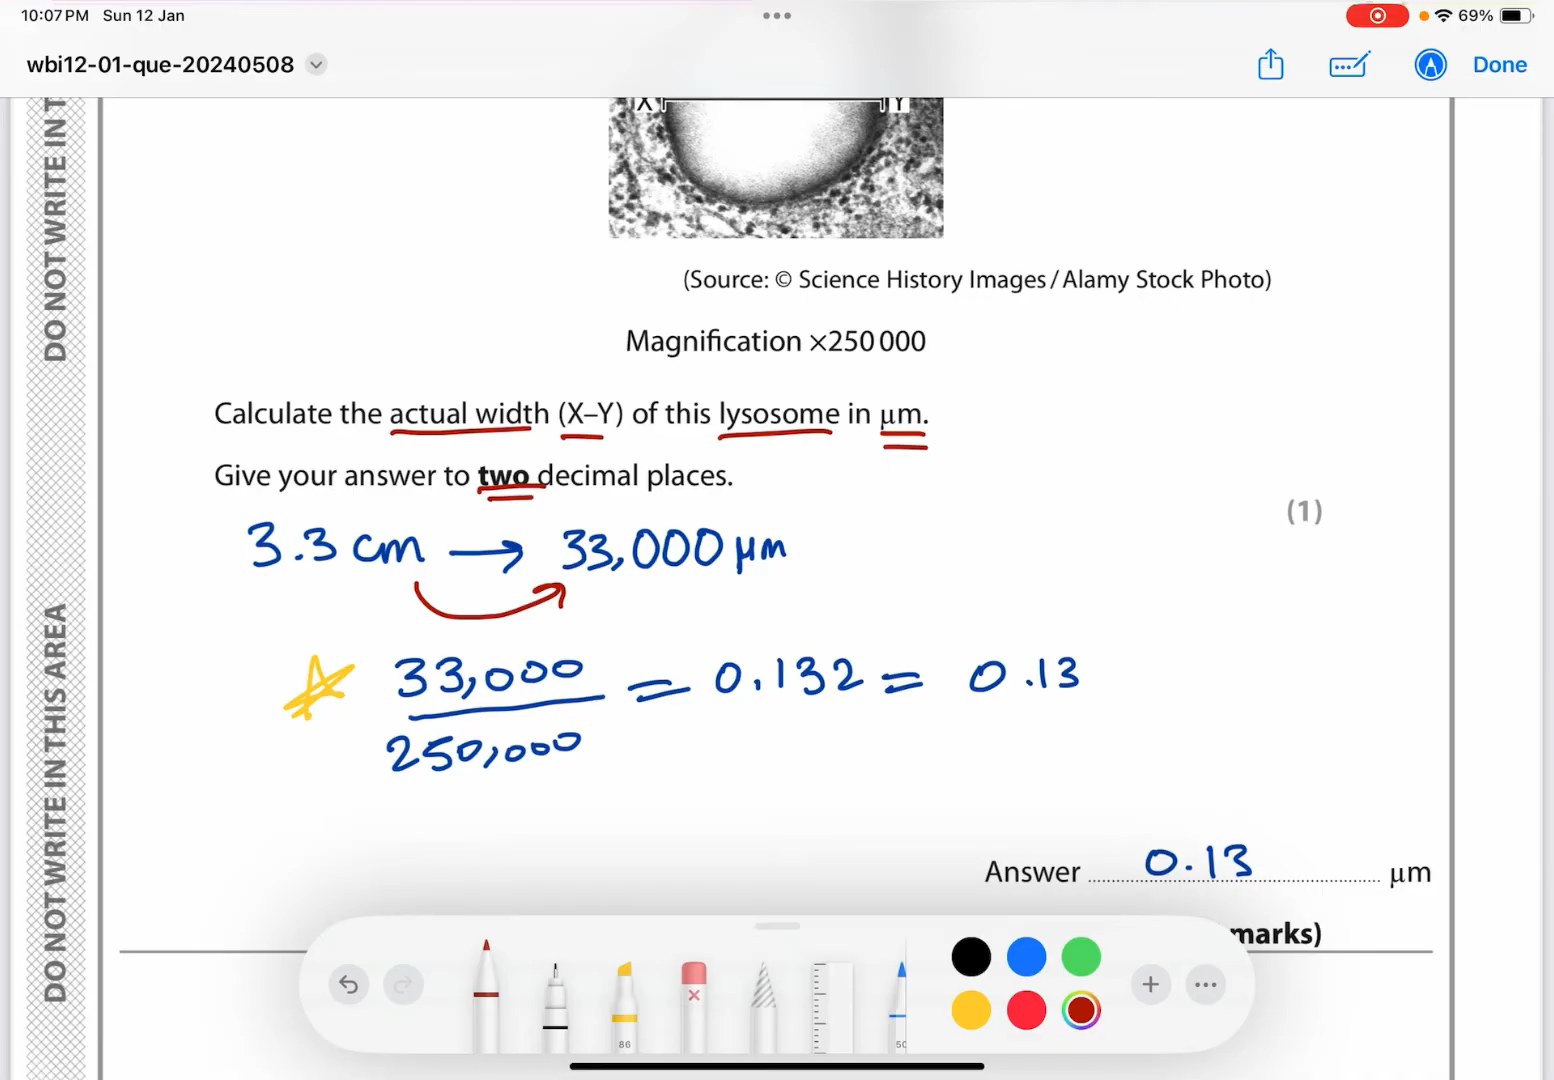 10:07 PM Sun 12 Jan
69%
wbi12-01-que-20240508
Done
DO NOT WRITE IN T
DO NOT WRITE IN THIS AREA
X Y
(Source: © Science History Images / Alamy Stock Photo)
Magnification ×250 000
Calculate the actual width (X–Y) of this lysosome in μm.
Give your answer to two decimal places.
(1)
3.3 cm → 33,000 μm
33,000
= 0.132 = 0.13
250,000
Answer 0.13 μm
marks)
86
50